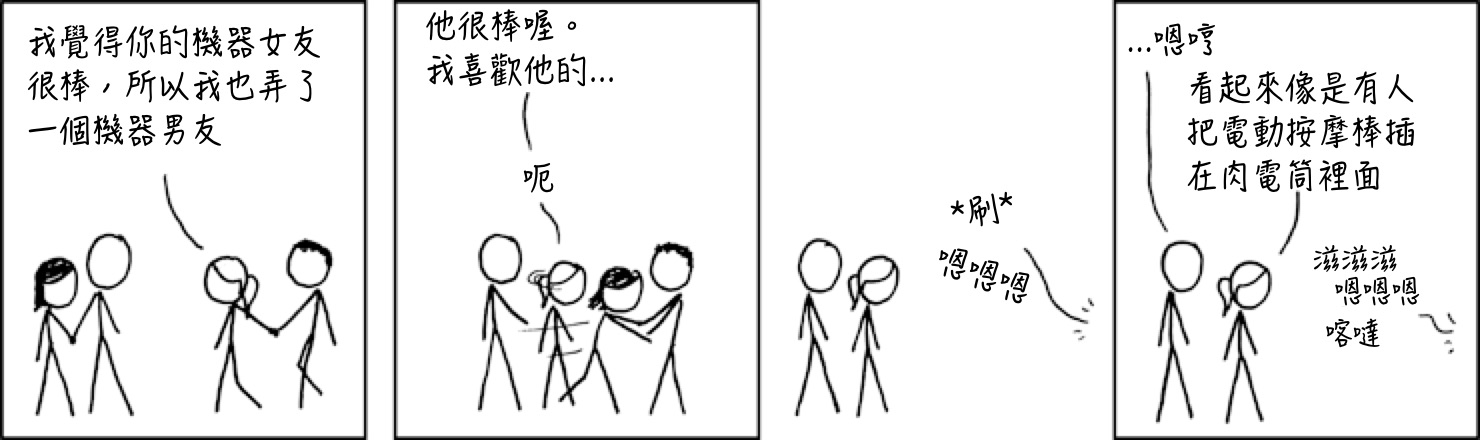 我覺得你的機器女友
很棒,所以我也弄了
一個機器男友
他很棒喔。
我喜歡他的...
呃
*刷*
嗯嗯嗯
...嗯哼
看起來像是有人
把電動按摩棒插
在肉電筒裡面
滋滋滋
嗯嗯嗯
喀噠